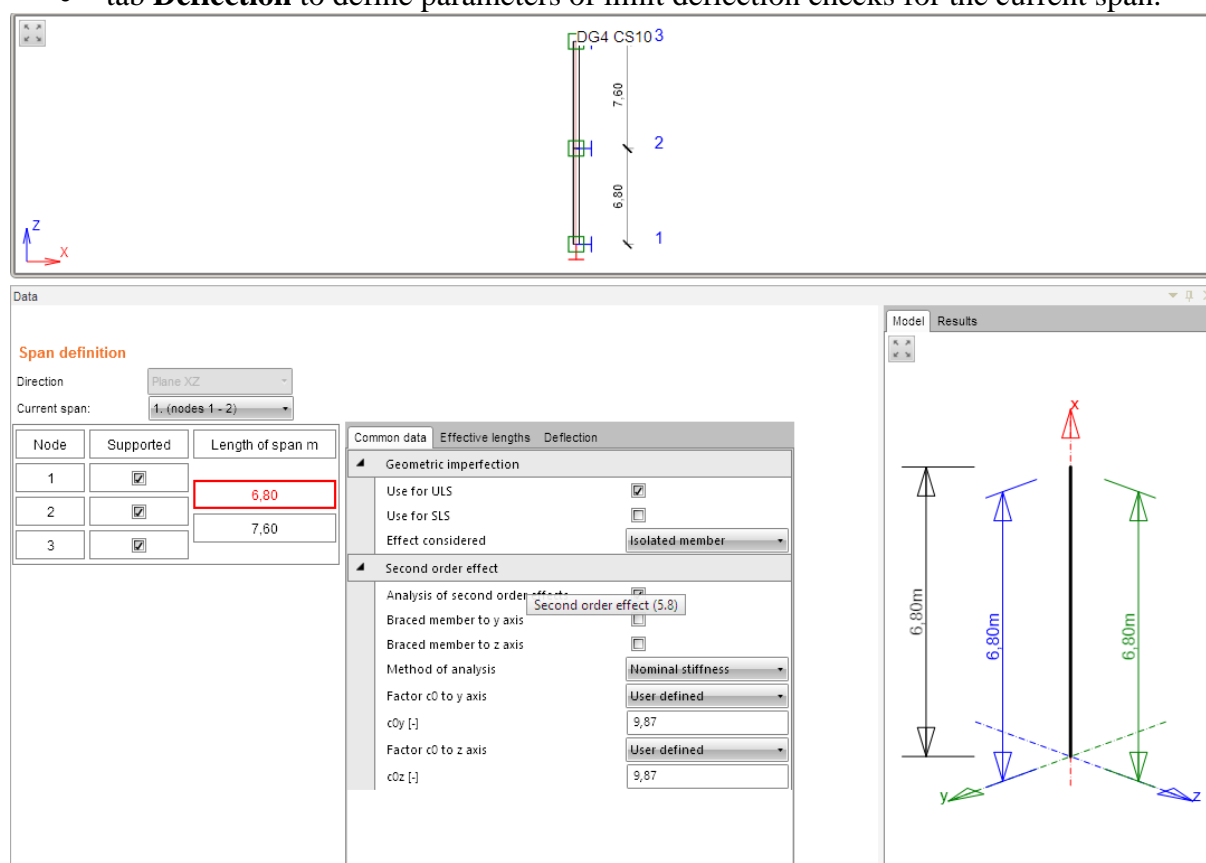 tab Deflection to define parameters of limit deflection checks for the current span.
DG4 CS10 3
7,60
2
6,80
1
Z
X
Data
Model Results
Span definition
Direction Plane XZ
Current span: 1. (nodes 1 - 2)
Node Supported Length of span m
1
6,80
2
7,60
3
Common data Effective lengths Deflection
Geometric imperfection
Use for ULS
Use for SLS
Effect considered Isolated member
Second order effect
Analysis of second order effects
Second order effect (5.8)
Braced member to y axis
Braced member to z axis
Method of analysis Nominal stiffness
Factor c0 to y axis User defined
c0y [-] 9,87
Factor c0 to z axis User defined
c0z [-] 9,87
x
6,80m
6,80m
6,80m
y
z